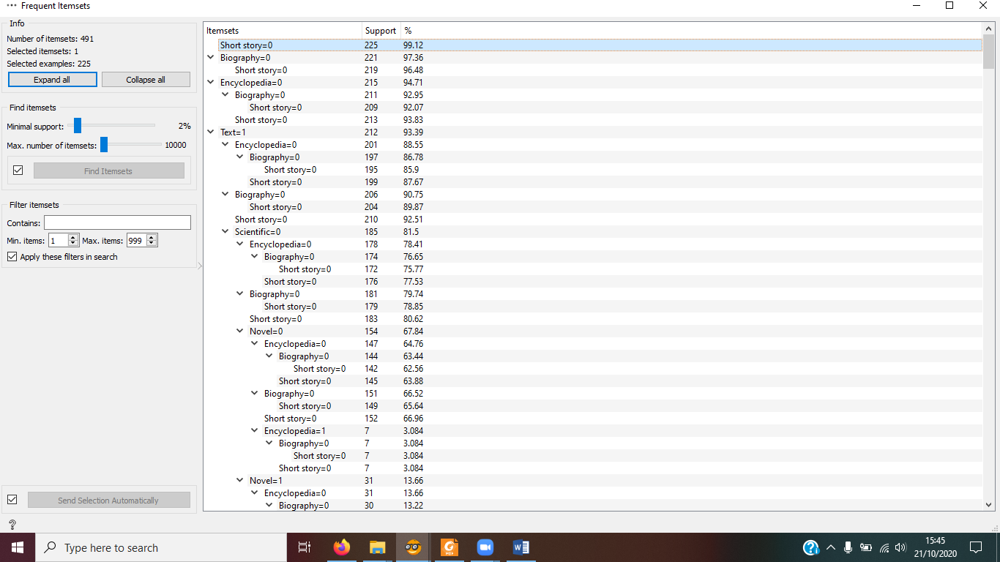 Frequent Itemsets
Info
Number of itemsets: 491
Selected itemsets: 1
Selected examples: 225
Expand all Collapse all
Find itemsets
Minimal support: 2%
Max. number of itemsets: 10000
Find Itemsets
Filter itemsets
Contains:
Min. items: 1 Max. items: 999
Apply these filters in search
Send Selection Automatically
Itemsets Support %
Short story=0 225 99.12
Biography=0 221 97.36
Short story=0 219 96.48
Encyclopedia=0 215 94.71
Biography=0 211 92.95
Short story=0 209 92.07
Short story=0 213 93.83
Text=1 212 93.39
Encyclopedia=0 201 88.55
Biography=0 197 86.78
Short story=0 195 85.9
Short story=0 199 87.67
Biography=0 206 90.75
Short story=0 204 89.87
Short story=0 210 92.51
Scientific=0 185 81.5
Encyclopedia=0 178 78.41
Biography=0 174 76.65
Short story=0 172 75.77
Short story=0 176 77.53
Biography=0 181 79.74
Short story=0 179 78.85
Short story=0 183 80.62
Novel=0 154 67.84
Encyclopedia=0 147 64.76
Biography=0 144 63.44
Short story=0 142 62.56
Short story=0 145 63.88
Biography=0 151 66.52
Short story=0 149 65.64
Short story=0 152 66.96
Encyclopedia=1 7 3.084
Biography=0 7 3.084
Short story=0 7 3.084
Short story=0 7 3.084
Novel=1 31 13.66
Encyclopedia=0 31 13.66
Biography=0 30 13.22
Type here to search
15:45
21/10/2020